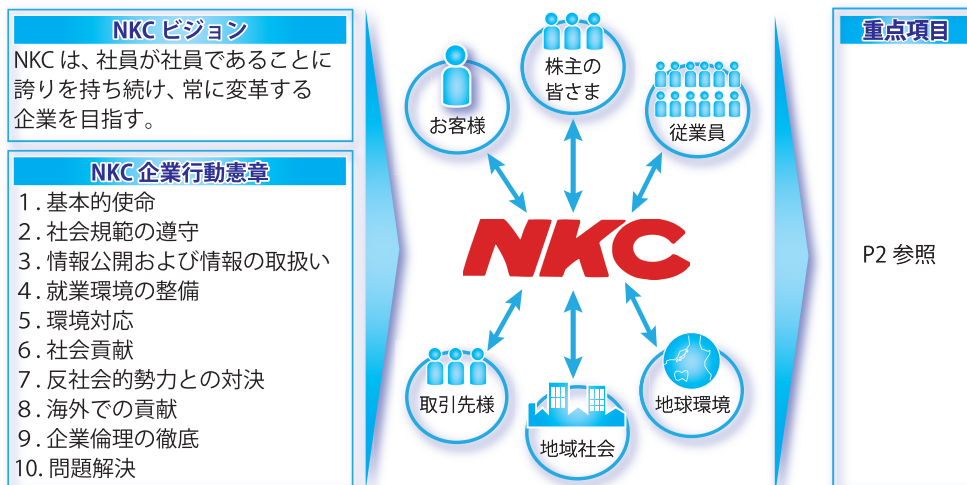 NKC ビジョン
NKC は、社員が社員であることに
誇りを持ち続け、常に変革する
企業を目指す。
NKC 企業行動憲章
1. 基本的使命
2. 社会規範の遵守
3. 情報公開および情報の取扱い
4. 就業環境の整備
5. 環境対応
6. 社会貢献
7. 反社会的勢力との対決
8. 海外での貢献
9. 企業倫理の徹底
10. 問題解決
お客様
株主の
皆さま
従業員
NKC
取引先様
地域社会
地球環境
重点項目
P2 参照